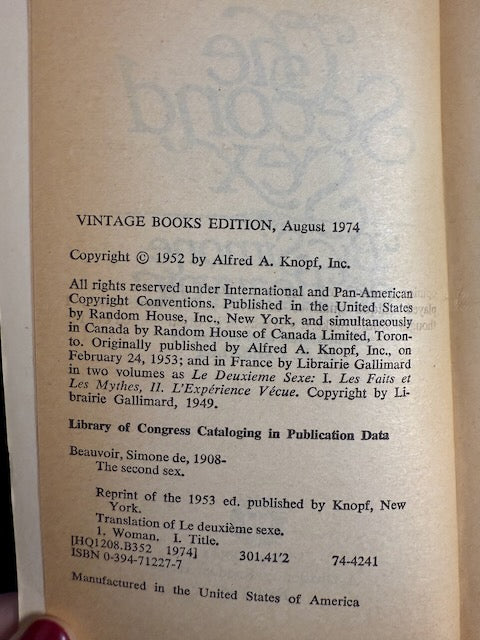 The
Second
Sex
VINTAGE BOOKS EDITION, August 1974
Copyright © 1952 by Alfred A. Knopf, Inc.
All rights reserved under International and Pan-American
Copyright Conventions. Published in the United States
by Random House, Inc., New York, and simultaneously
in Canada by Random House of Canada Limited, Toron-
to. Originally published by Alfred A. Knopf, Inc., on
February 24, 1953; and in France by Librairie Gallimard
in two volumes as Le Deuxieme Sexe: I. Les Faits et
Les Mythes, II. L'Expérience Vécue. Copyright by Li-
brairie Gallimard, 1949.
Library of Congress Cataloging in Publication Data
Beauvoir, Simone de, 1908-
The second sex.
Reprint of the 1953 ed. published by Knopf, New
York.
Translation of Le deuxième sexe.
1. Woman. I. Title.
[HQ1208.B352 1974] 301.41'2 74-4241
ISBN 0-394-71227-7
Manufactured in the United States of America